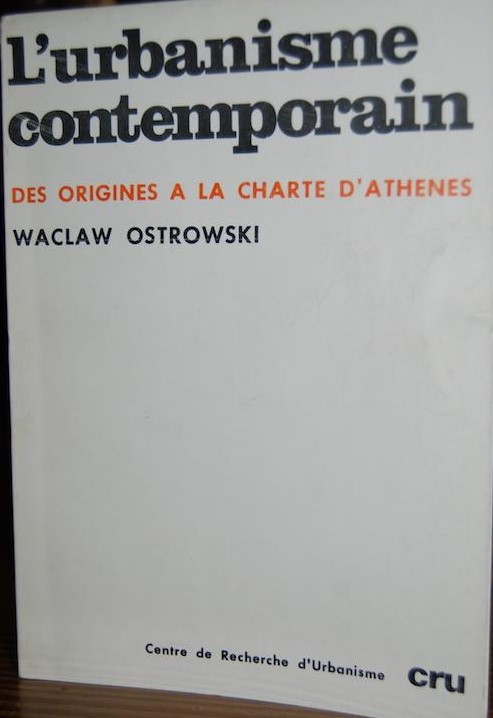 L'urbanisme
contemporain
DES ORIGINES A LA CHARTE D'ATHENES
WACLAW OSTROWSKI
Centre de Recherche d'Urbanisme cru